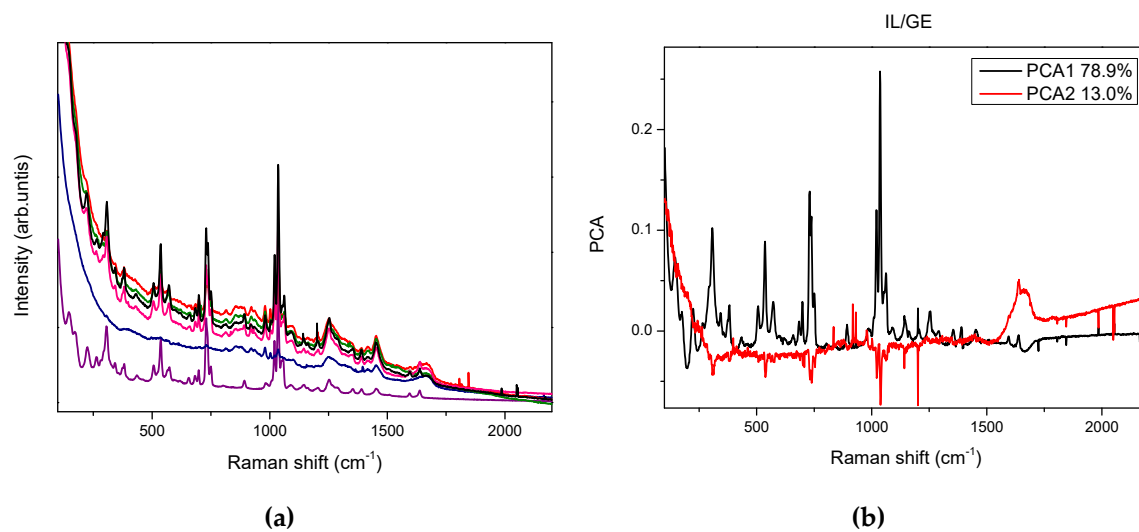 Intensity (arb.untis)
500
1000
1500
2000
Raman shift (cm-1)
(a)
IL/GE
PCA1 78.9%
PCA2 13.0%
PCA
0.2
0.1
0.0
500
1000
1500
2000
Raman shift (cm-1)
(b)